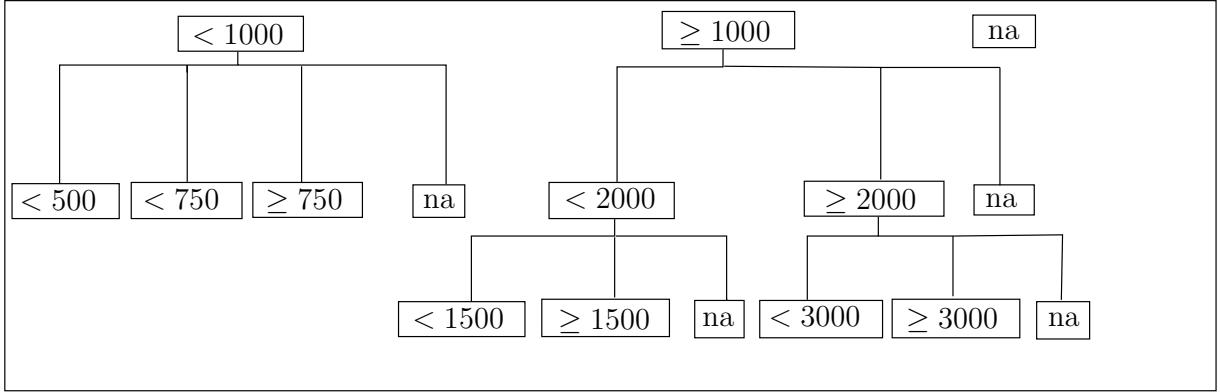 < 1000
≥ 1000
na
< 500
< 750
≥ 750
na
< 2000
≥ 2000
na
< 1500
≥ 1500
na
< 3000
≥ 3000
na